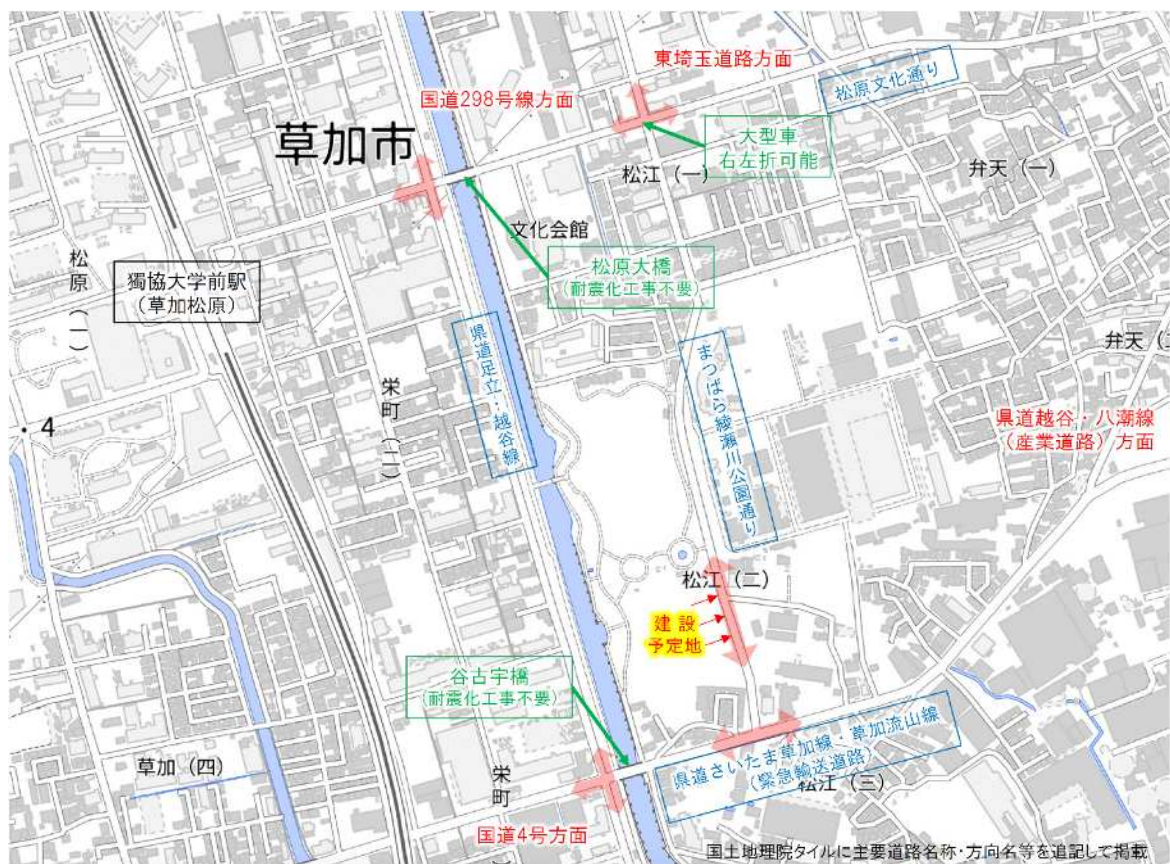 東埼玉道路方面
松原文化通り
国道298号線方面
大型車
右左折可能
草加市
松江（一）
弁天（一）
文化会館
松原（一）
獨協大学前駅
（草加松原）
松原大橋
（耐震化工事不要）
県道足立・越谷線
まつばら綾瀬川公園通り
弁天（二
栄町（二）
・4
県道越谷・八潮線
（産業道路）方面
松江（二）
建 設
予定地
谷古宇橋
（耐震化工事不要）
県道さいたま草加線・草加流山線
（緊急輸送道路）
草加（四）
栄町
松江（三）
国道4号方面
国土地理院タイルに主要道路名称・方向名等を追記して掲載